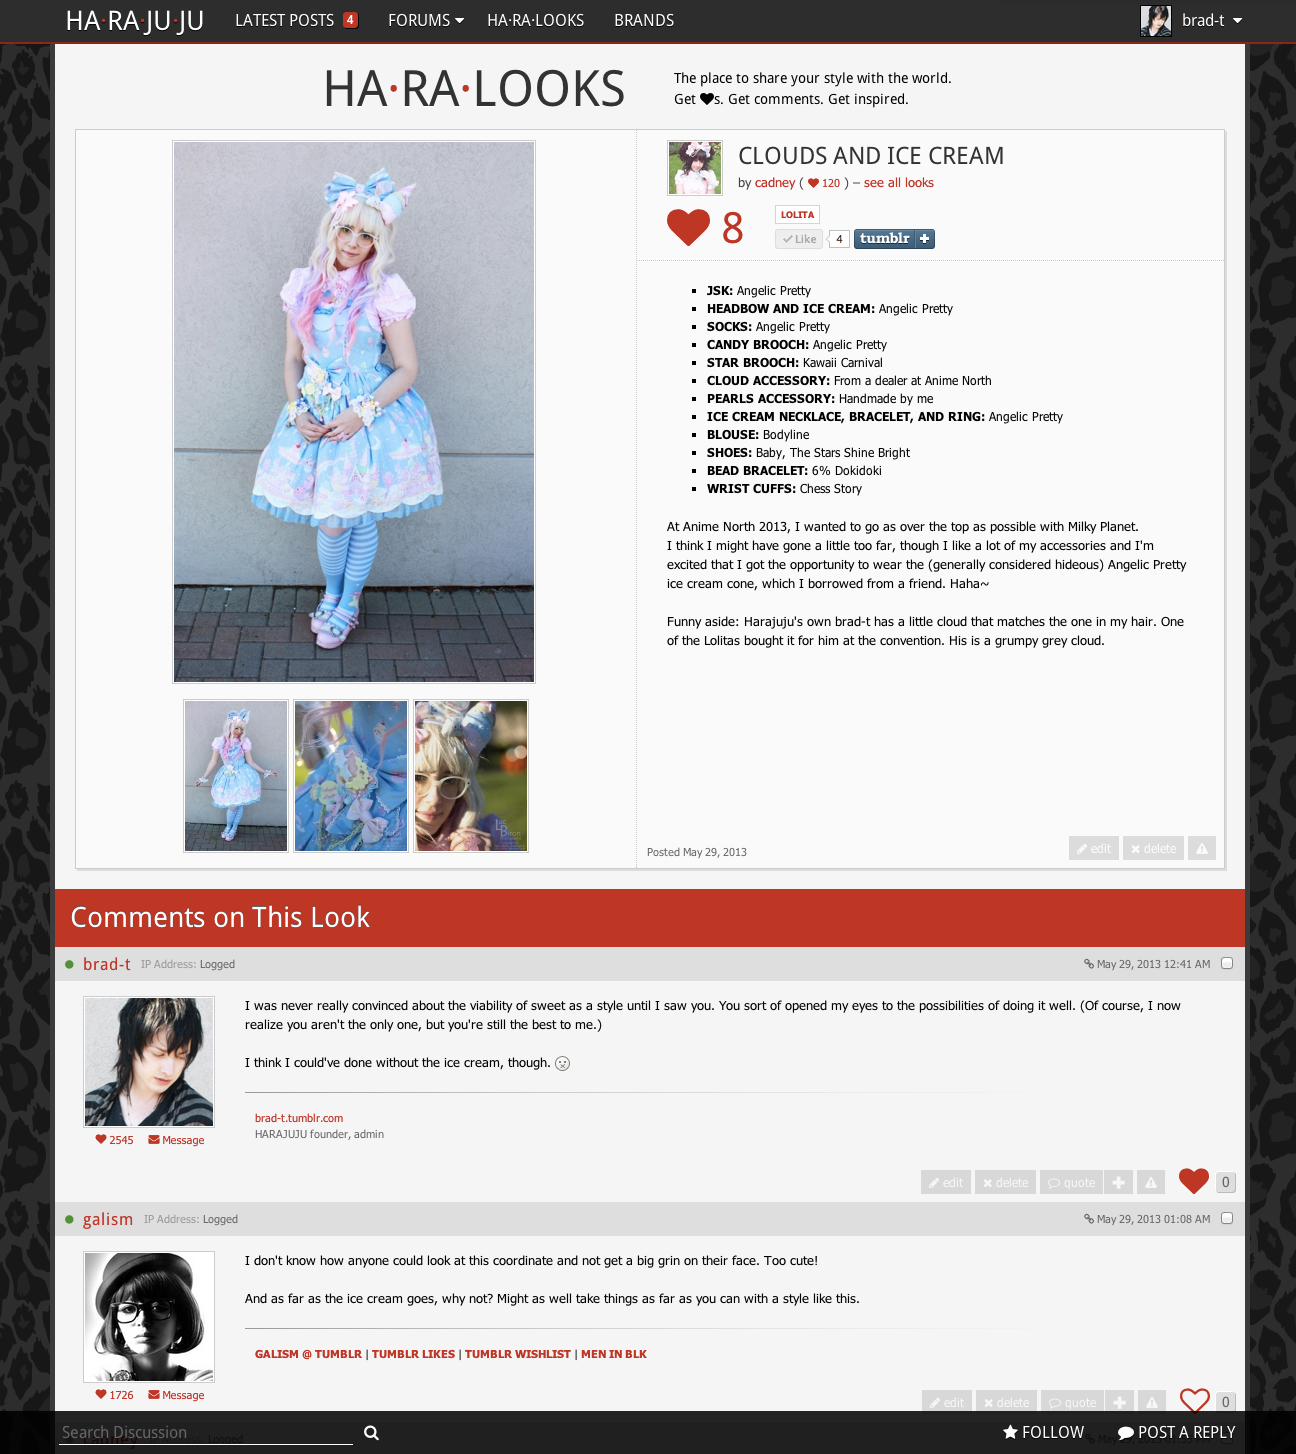 HA·RA·JU·JU LATEST POSTS 4 FORUMS HA·RA·LOOKS BRANDS brad-t
HA·RA·LOOKS
The place to share your style with the world.
Get ♥s. Get comments. Get inspired.
CLOUDS AND ICE CREAM
by cadney ( ♥ 120 ) – see all looks
8
LOLITA
Like 4 tumblr +
JSK: Angelic Pretty
HEADBOW AND ICE CREAM: Angelic Pretty
SOCKS: Angelic Pretty
CANDY BROOCH: Angelic Pretty
STAR BROOCH: Kawaii Carnival
CLOUD ACCESSORY: From a dealer at Anime North
PEARLS ACCESSORY: Handmade by me
ICE CREAM NECKLACE, BRACELET, AND RING: Angelic Pretty
BLOUSE: Bodyline
SHOES: Baby, The Stars Shine Bright
BEAD BRACELET: 6% Dokidoki
WRIST CUFFS: Chess Story
At Anime North 2013, I wanted to go as over the top as possible with Milky Planet.
I think I might have gone a little too far, though I like a lot of my accessories and I'm
excited that I got the opportunity to wear the (generally considered hideous) Angelic Pretty
ice cream cone, which I borrowed from a friend. Haha~
Funny aside: Harajuju's own brad-t has a little cloud that matches the one in my hair. One
of the Lolitas bought it for him at the convention. His is a grumpy grey cloud.
Posted May 29, 2013 edit delete
Comments on This Look
brad-t IP Address: Logged May 29, 2013 12:41 AM
I was never really convinced about the viability of sweet as a style until I saw you. You sort of opened my eyes to the possibilities of doing it well. (Of course, I now
realize you aren't the only one, but you're still the best to me.)
I think I could've done without the ice cream, though.
brad-t.tumblr.com
HARAJUJU founder, admin
♥ 2545 Message
edit delete quote + 0
galism IP Address: Logged May 29, 2013 01:08 AM
I don't know how anyone could look at this coordinate and not get a big grin on their face. Too cute!
And as far as the ice cream goes, why not? Might as well take things as far as you can with a style like this.
GALISM @ TUMBLR | TUMBLR LIKES | TUMBLR WISHLIST | MEN IN BLK
♥ 1726 Message
edit delete quote + 0
Search Discussion FOLLOW POST A REPLY